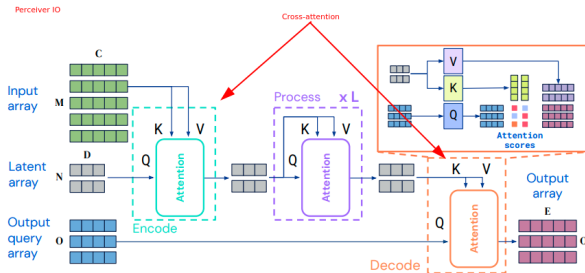 Perceiver IO
Cross-attention
C
Input
array
M
Process x L
V
K
Q
Attention
scores
K V
K V
D
Latent
array
N
Q
Attention
Q
Attention
K V
Output
array
Encode
Output
query
array
O
Q
Attention
E
O
Decode